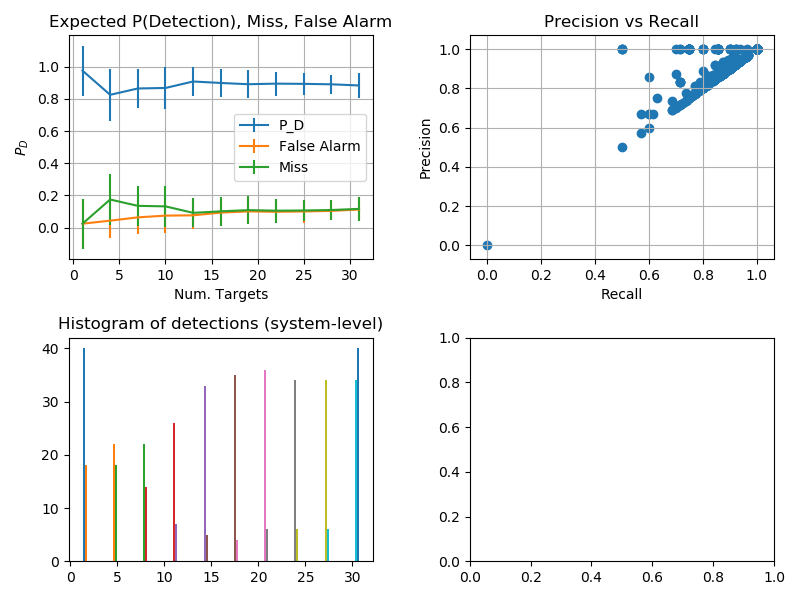 Expected P(Detection), Miss, False Alarm
1.0
0.8
0.6
0.4
0.2
0.0
P_D
P_D
False Alarm
Miss
0 5 10 15 20 25 30
Num. Targets
Precision vs Recall
1.0
0.8
0.6
0.4
0.2
0.0
Precision
0.0 0.2 0.4 0.6 0.8 1.0
Recall
Histogram of detections (system-level)
40
30
20
10
0
0 5 10 15 20 25 30
1.0
0.8
0.6
0.4
0.2
0.0
0.0 0.2 0.4 0.6 0.8 1.0